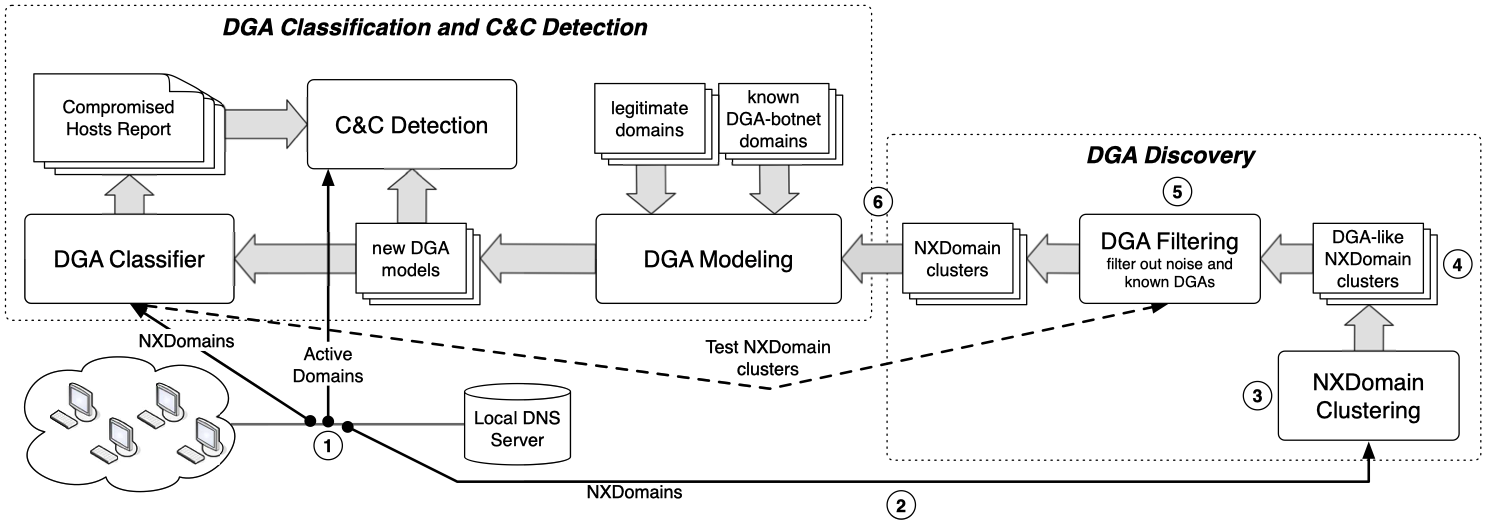 DGA Classification and C&C Detection
Compromised
Hosts Report
C&C Detection
legitimate
domains
known
DGA-botnet
domains
DGA Classifier
new DGA
models
DGA Modeling
6
DGA Discovery
5
NXDomain
clusters
DGA Filtering
filter out noise and
known DGAs
DGA-like
NXDomain
clusters
4
NXDomains
Active
Domains
Test NXDomain
clusters
3
NXDomain
Clustering
Local DNS
Server
1
NXDomains
2